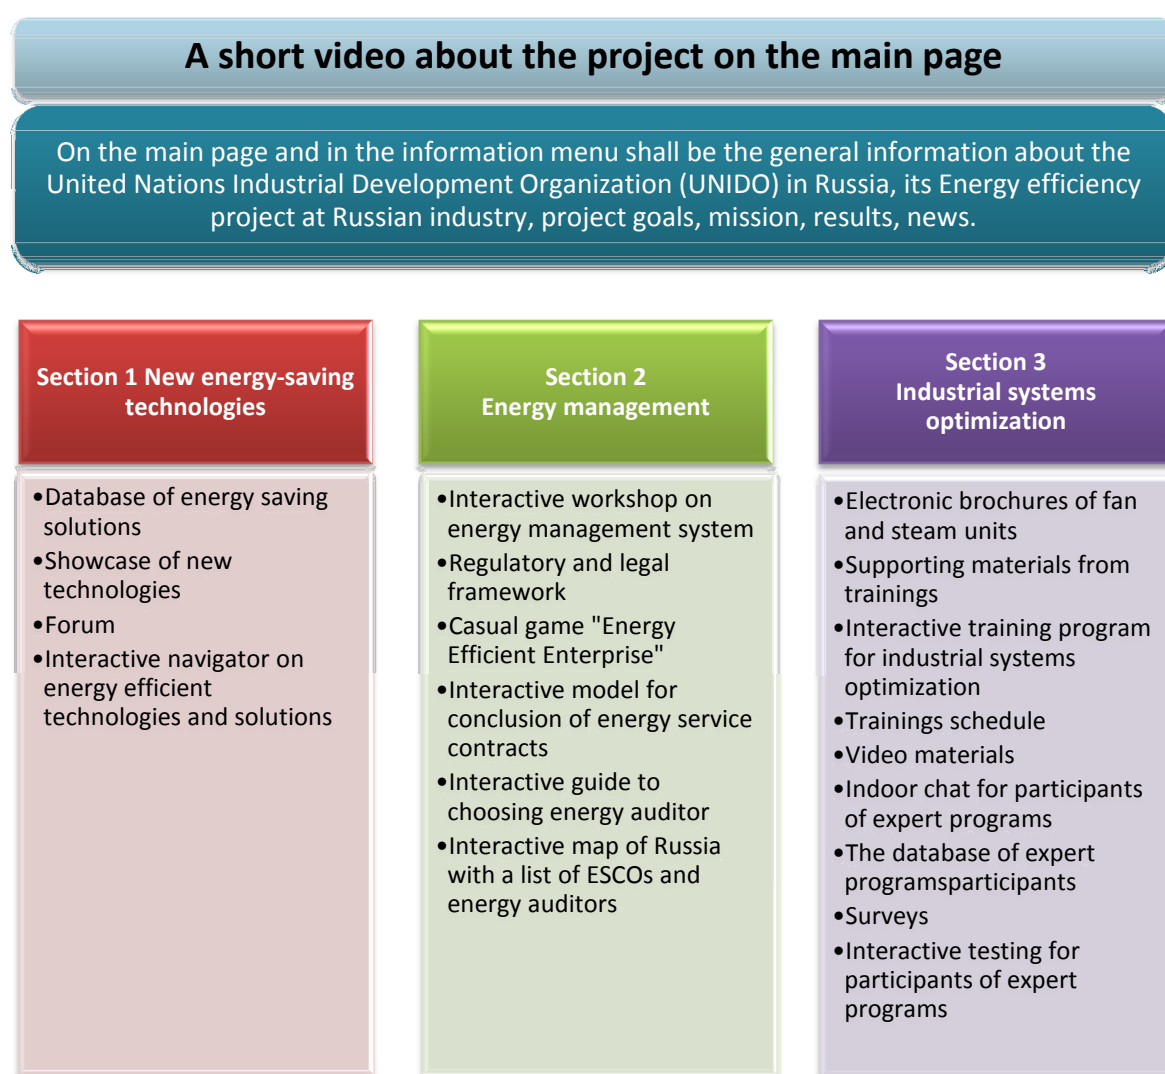 A short video about the project on the main page
On the main page and in the information menu shall be the general information about the
United Nations Industrial Development Organization (UNIDO) in Russia, its Energy efficiency
project at Russian industry, project goals, mission, results, news.
Section 1 New energy-saving
technologies
•Database of energy saving
solutions
•Showcase of new
technologies
•Forum
•Interactive navigator on
energy efficient
technologies and solutions
Section 2
Energy management
•Interactive workshop on
energy management system
•Regulatory and legal
framework
•Casual game "Energy
Efficient Enterprise"
•Interactive model for
conclusion of energy service
contracts
•Interactive guide to
choosing energy auditor
•Interactive map of Russia
with a list of ESCOs and
energy auditors
Section 3
Industrial systems
optimization
•Electronic brochures of fan
and steam units
•Supporting materials from
trainings
•Interactive training program
for industrial systems
optimization
•Trainings schedule
•Video materials
•Indoor chat for participants
of expert programs
•The database of expert
programsparticipants
•Surveys
•Interactive testing for
participants of expert
programs